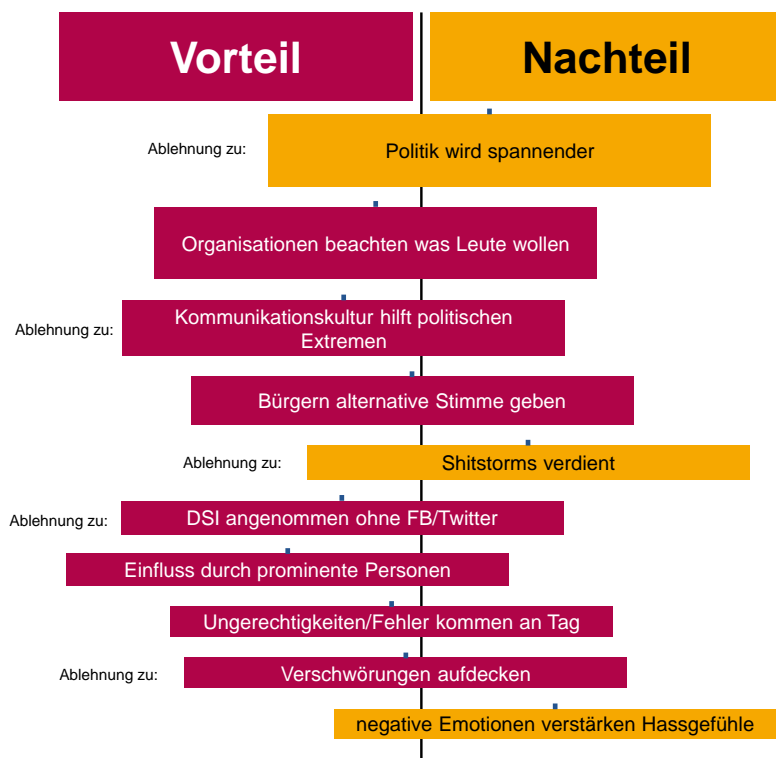 Vorteil
Nachteil
Ablehnung zu:
Politik wird spannender
Organisationen beachten was Leute wollen
Ablehnung zu:
Kommunikationskultur hilft politischen
Extremen
Bürgern alternative Stimme geben
Ablehnung zu:
Shitstorms verdient
Ablehnung zu:
DSI angenommen ohne FB/Twitter
Einfluss durch prominente Personen
Ungerechtigkeiten/Fehler kommen an Tag
Ablehnung zu:
Verschwörungen aufdecken
negative Emotionen verstärken Hassgefühle